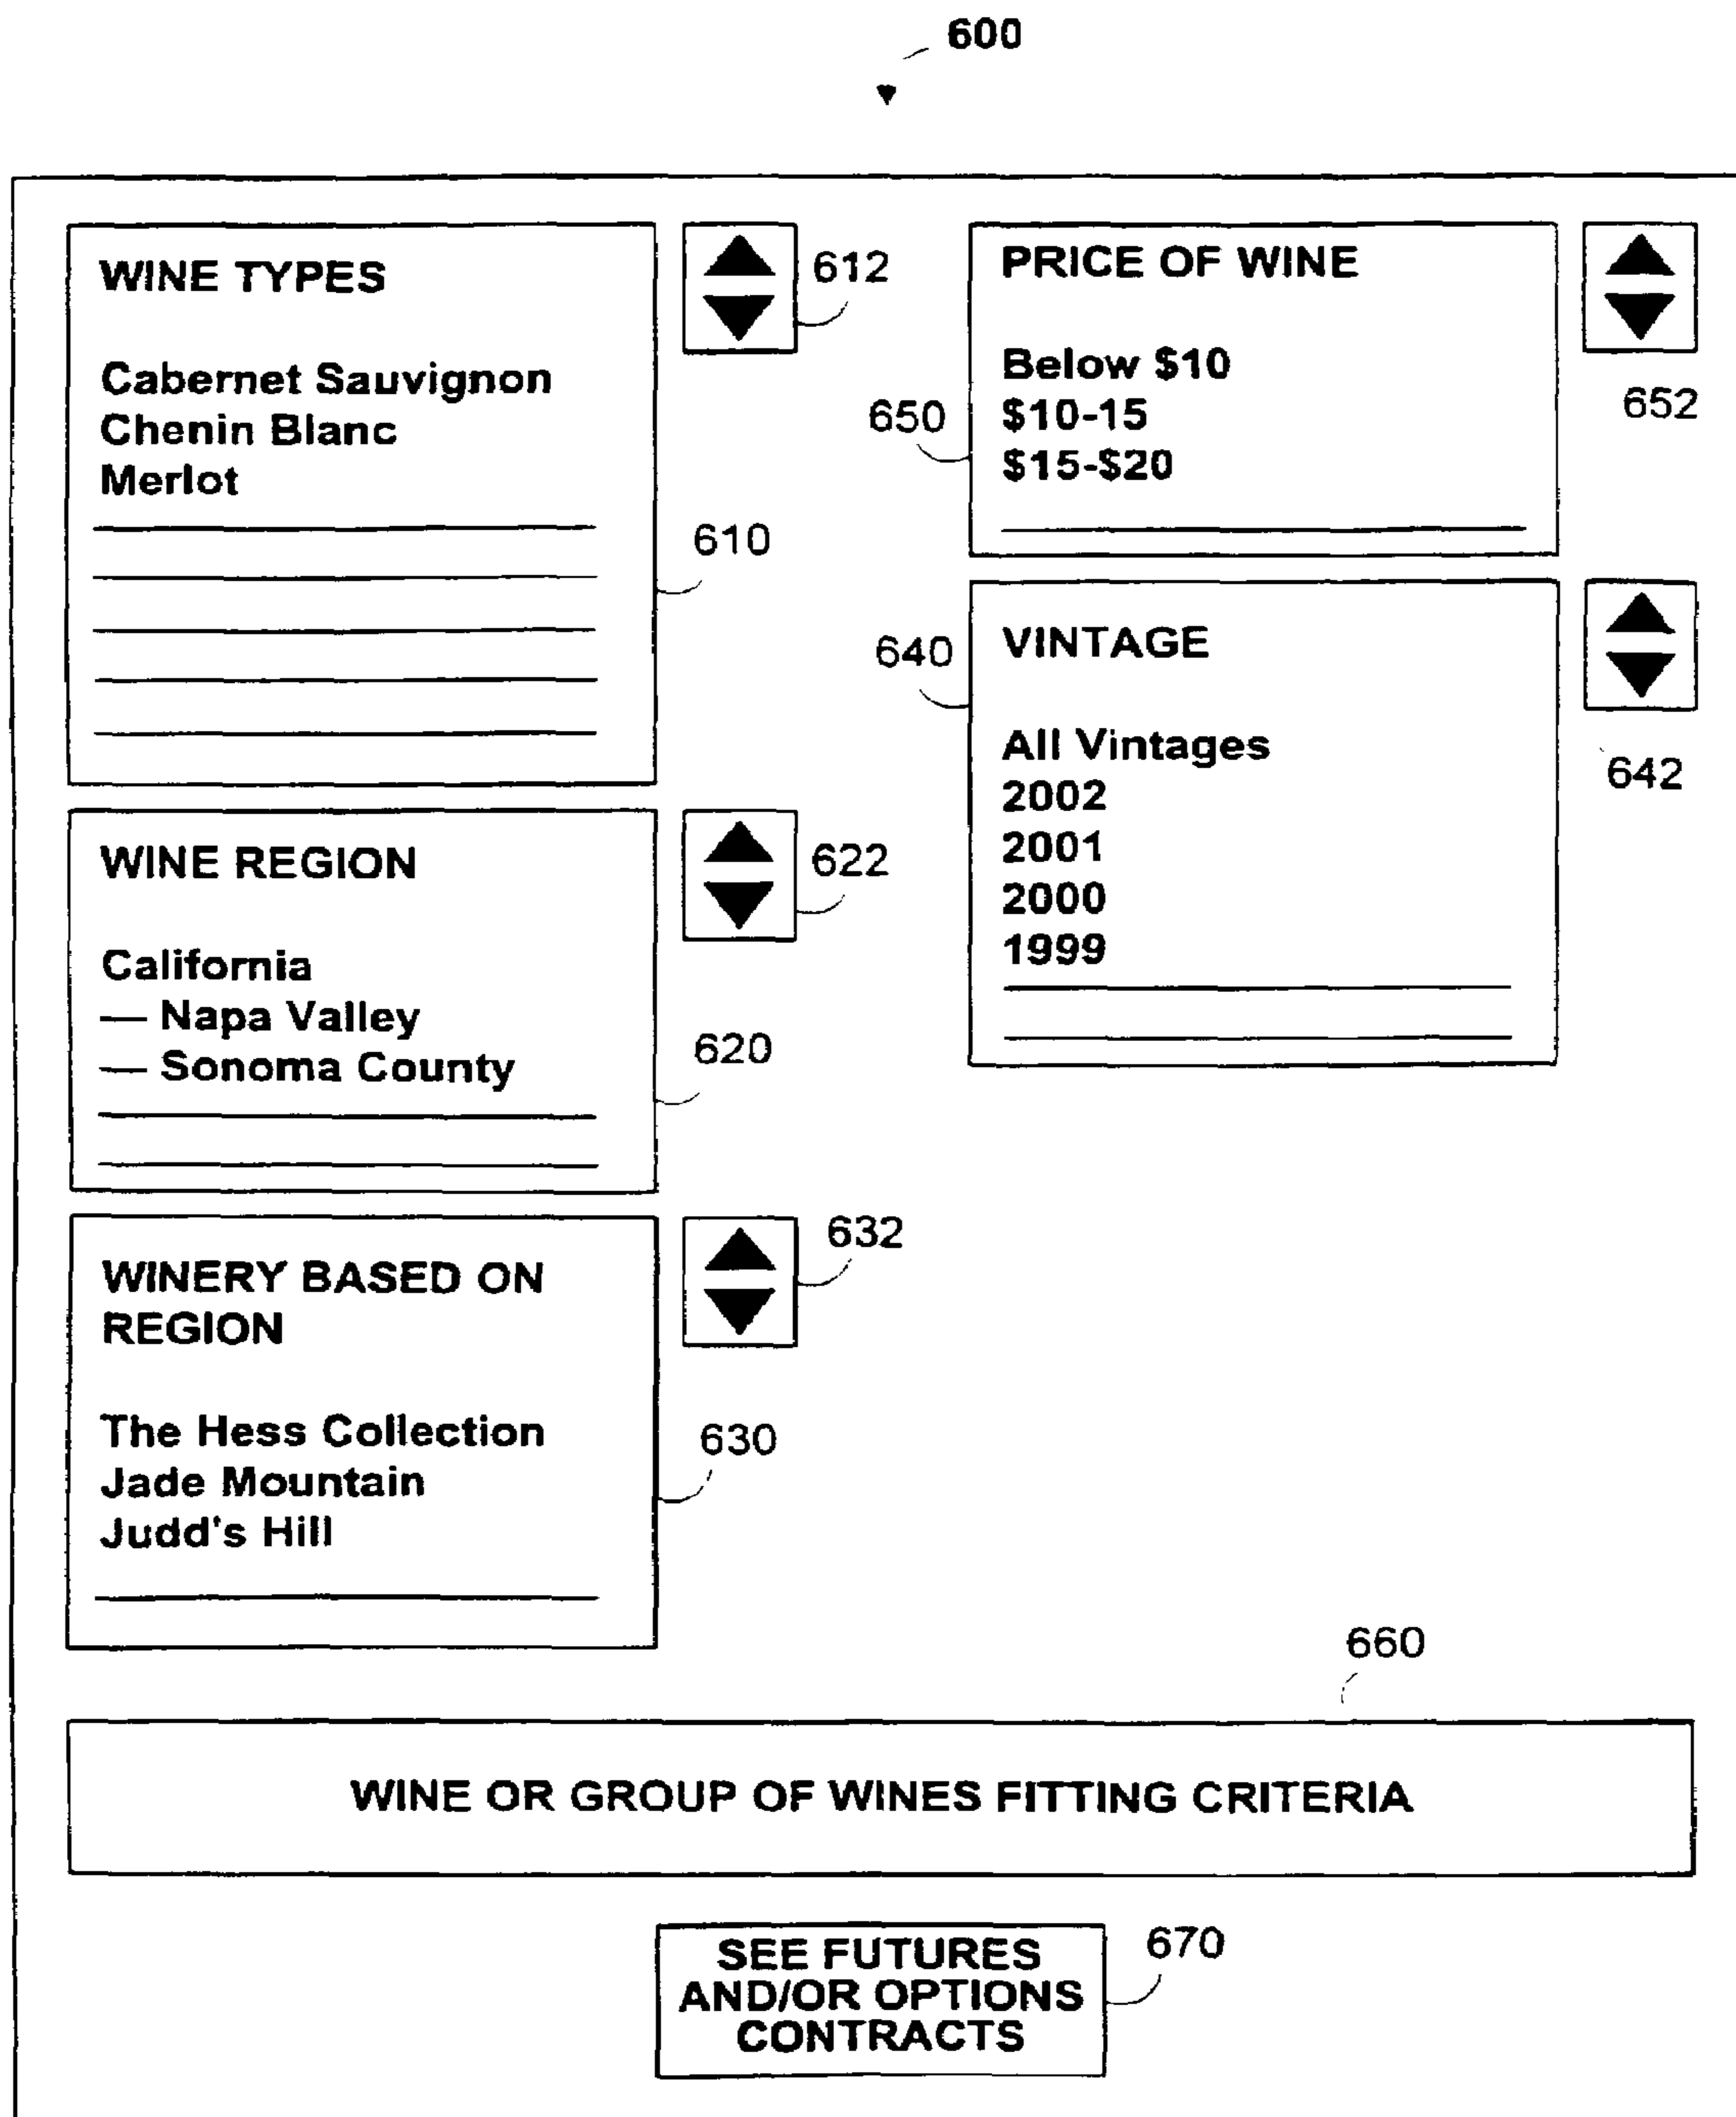 600
WINE TYPES
Cabernet Sauvignon
Chenin Blanc
Merlot
612
610
WINE REGION
California
— Napa Valley
— Sonoma County
622
620
WINERY BASED ON
REGION
The Hess Collection
Jade Mountain
Judd's Hill
632
630
PRICE OF WINE
Below $10
$10-15
$15-$20
650
652
VINTAGE
All Vintages
2002
2001
2000
1999
640
642
660
WINE OR GROUP OF WINES FITTING CRITERIA
SEE FUTURES
AND/OR OPTIONS
CONTRACTS
670